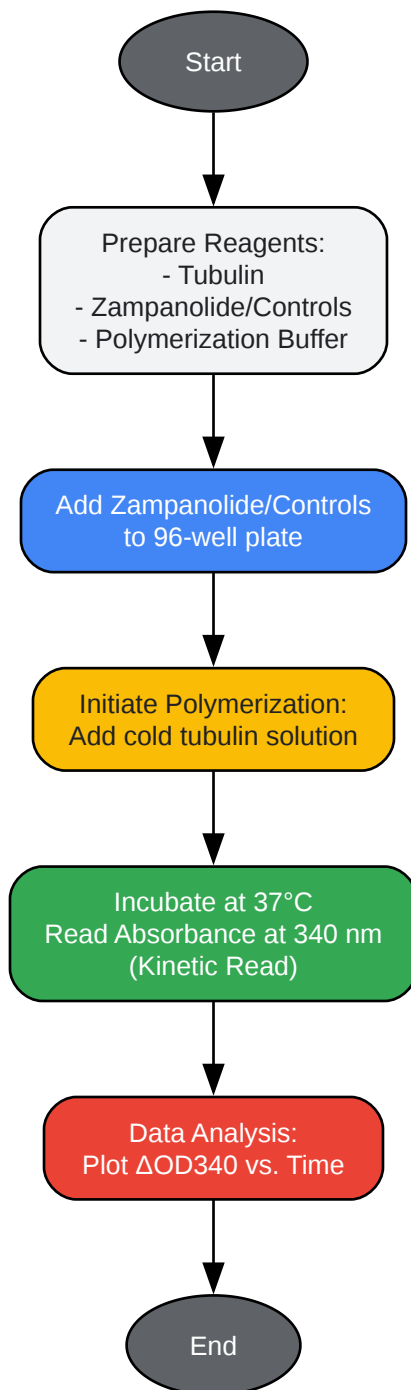 Start
Prepare Reagents:
- Tubulin
- Zampanolide/Controls
- Polymerization Buffer
Add Zampanolide/Controls
to 96-well plate
Initiate Polymerization:
Add cold tubulin solution
Incubate at 37°C
Read Absorbance at 340 nm
(Kinetic Read)
Data Analysis:
Plot ΔOD340 vs. Time
End